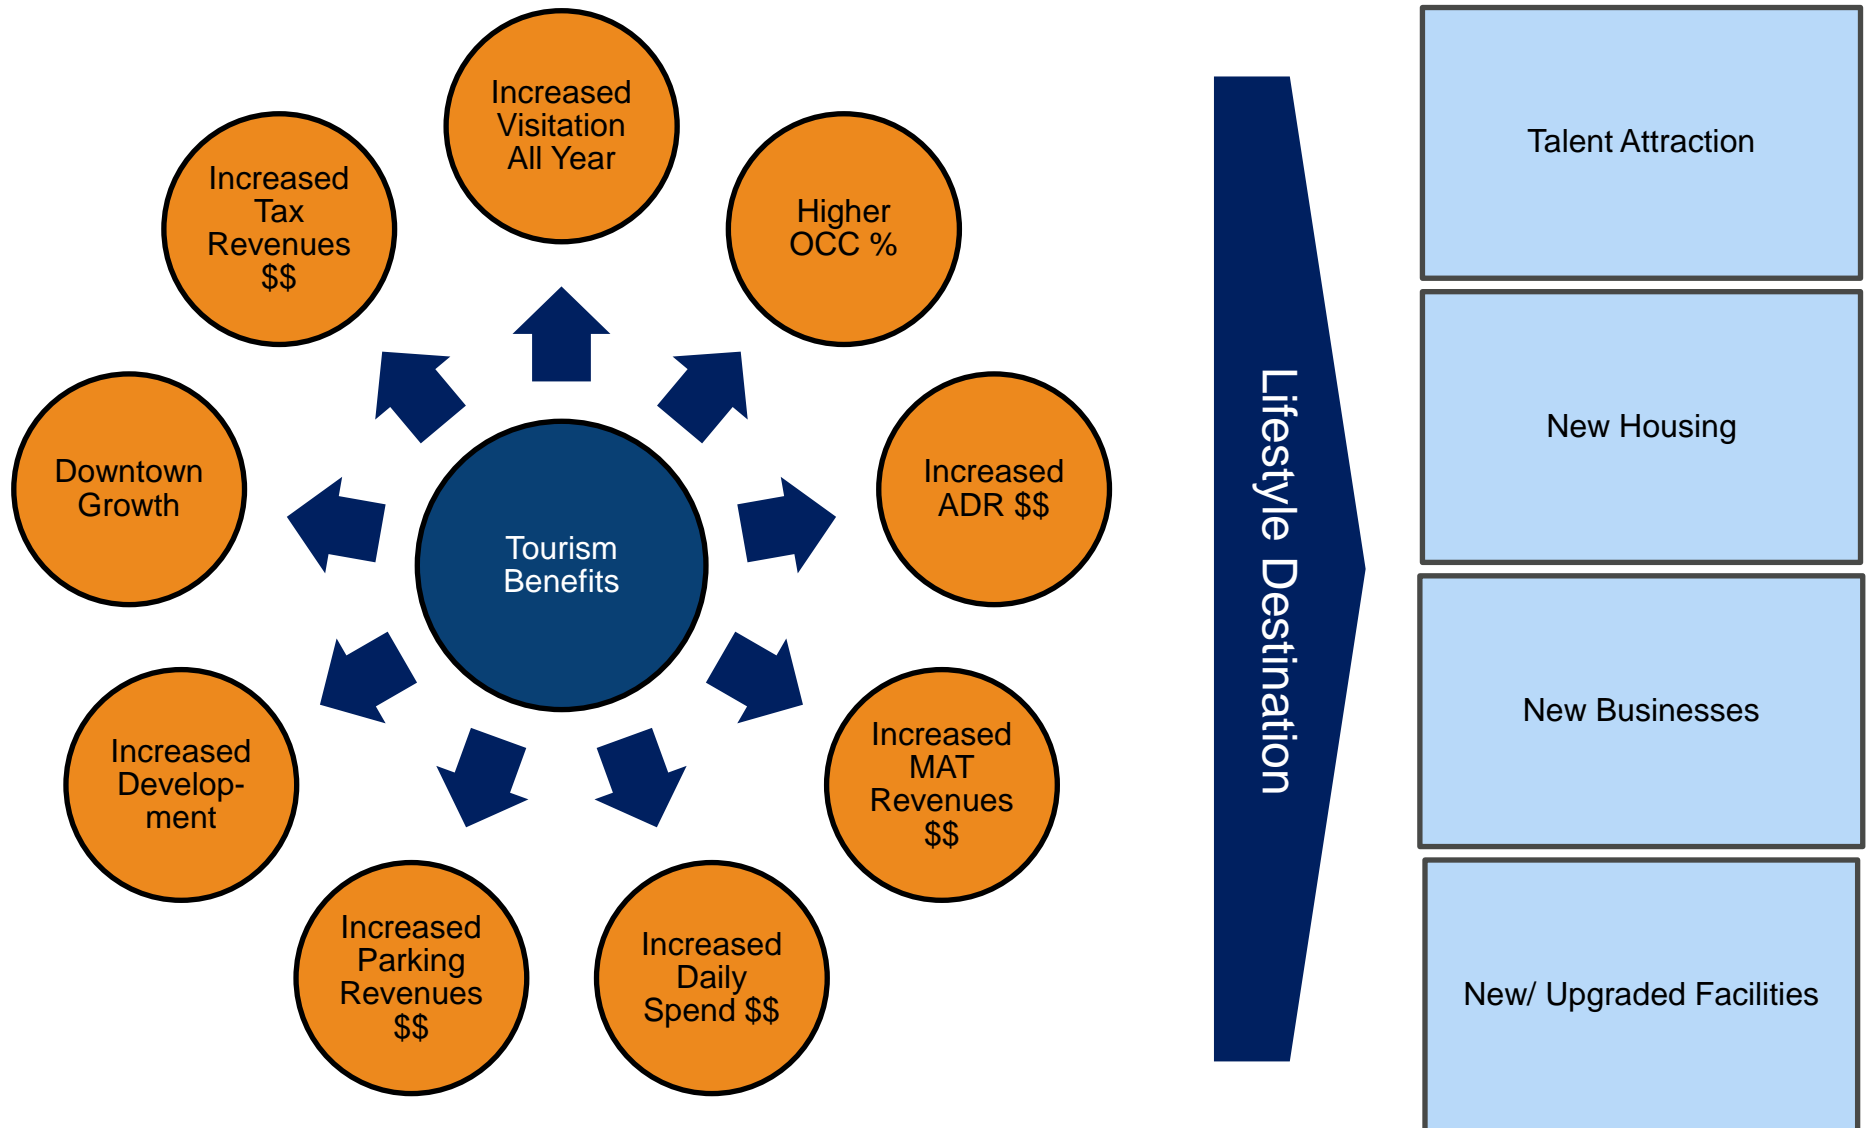 Increased
Visitation
All Year
Higher
OCC %
Increased
ADR $$
Increased
MAT
Revenues
$$
Increased
Daily
Spend $$
Increased
Parking
Revenues
$$
Increased
Develop-
ment
Downtown
Growth
Increased
Tax
Revenues
$$
Tourism
Benefits
Lifestyle Destination
Talent Attraction
New Housing
New Businesses
New/ Upgraded Facilities